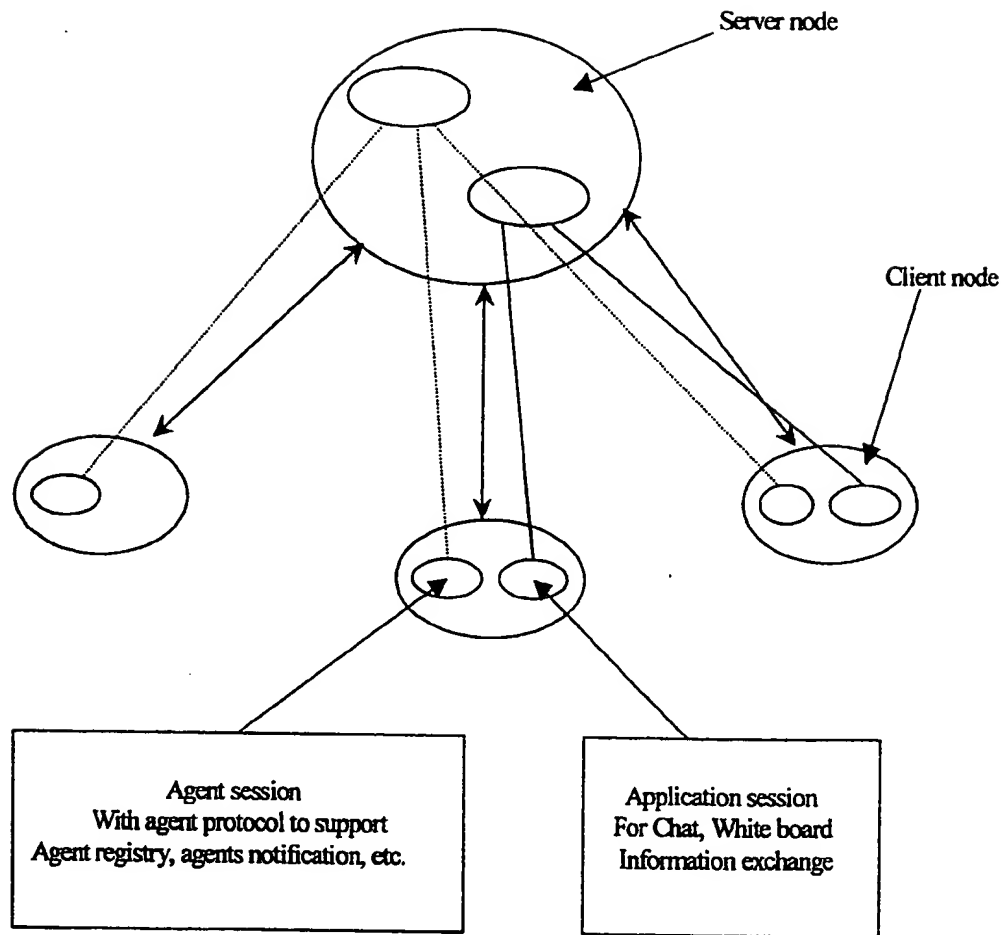 Server node
Client node
Agent session
With agent protocol to support
Agent registry, agents notification, etc.
Application session
For Chat, White board
Information exchange